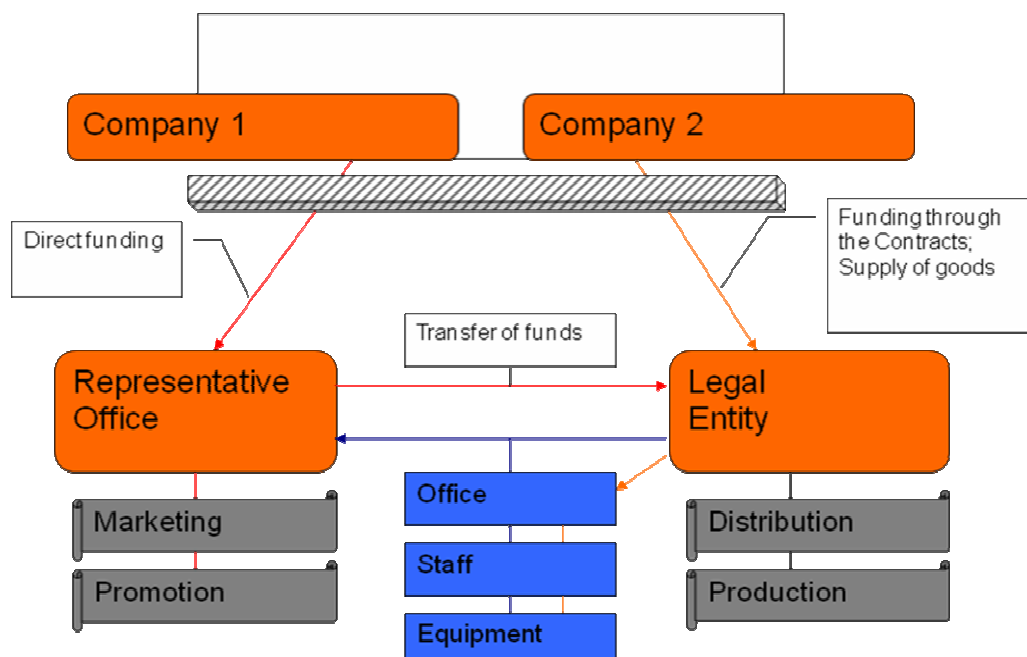 Company 1
Company 2
Direct funding
Funding through
the Contracts;
Supply of goods
Transfer of funds
Representative
Office
Legal
Entity
Office
Marketing
Distribution
Staff
Promotion
Production
Equipment